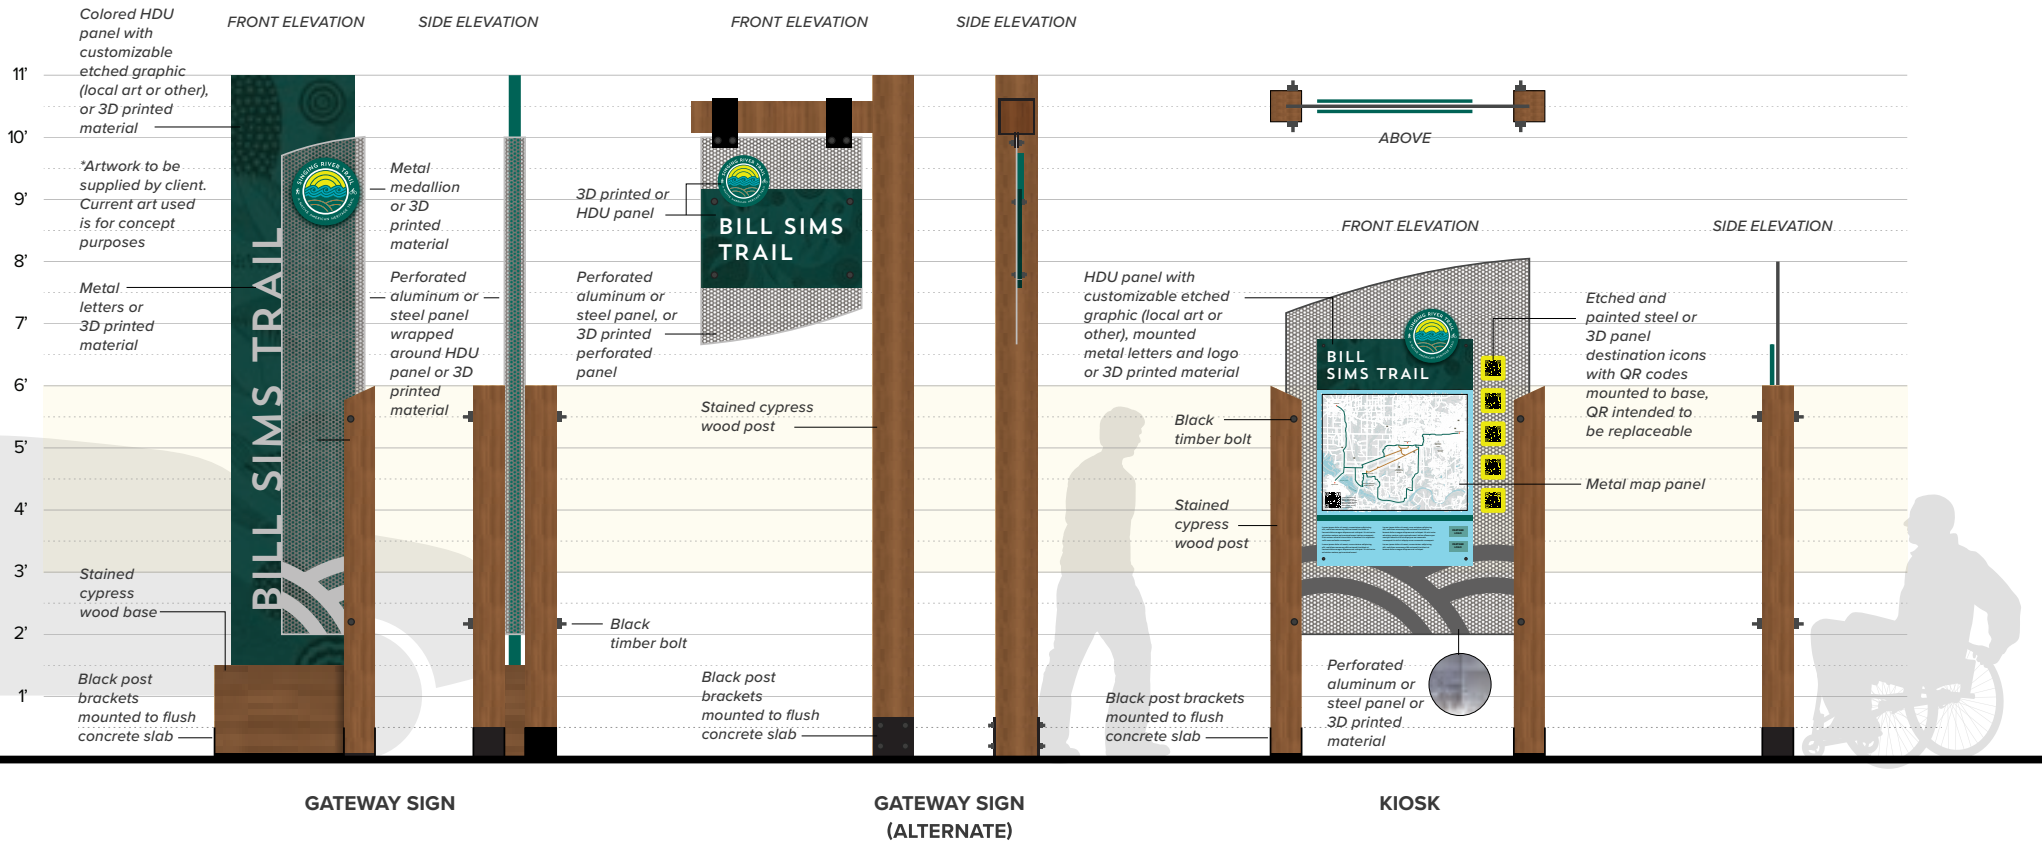 FRONT ELEVATION
SIDE ELEVATION
FRONT ELEVATION
SIDE ELEVATION
11’
10’
9’
8’
7’
6’
5’
4’
3’
2’
1’
Colored HDU
panel with
customizable
etched graphic
(local art or other),
or 3D printed
material
*Artwork to be
supplied by client.
Current art used
is for concept
purposes
Metal
letters or
3D printed
material
Stained
cypress
wood base
Black post
brackets
mounted to flush
concrete slab
BILL SIMS TRAIL
SINGING RIVER TRAIL
Metal
medallion
or 3D
printed
material
Perforated
aluminum or
steel panel
wrapped
around HDU
panel or 3D
printed
material
Black
timber bolt
3D printed or
HDU panel
Perforated
aluminum or
steel panel, or
3D printed
perforated
panel
SINGING RIVER TRAIL
BILL SIMS
TRAIL
Stained cypress
wood post
Black post
brackets
mounted to flush
concrete slab
ABOVE
FRONT ELEVATION
SIDE ELEVATION
HDU panel with
customizable etched
graphic (local art or
other), mounted
metal letters and logo
or 3D printed material
Black
timber bolt
Stained
cypress
wood post
Black post brackets
mounted to flush
concrete slab
SINGING RIVER TRAIL
BILL
SIMS TRAIL
Etched and
painted steel or
3D panel
destination icons
with QR codes
mounted to base,
QR intended to
be replaceable
Metal map panel
Perforated
aluminum or
steel panel or
3D printed
material
GATEWAY SIGN
GATEWAY SIGN
(ALTERNATE)
KIOSK